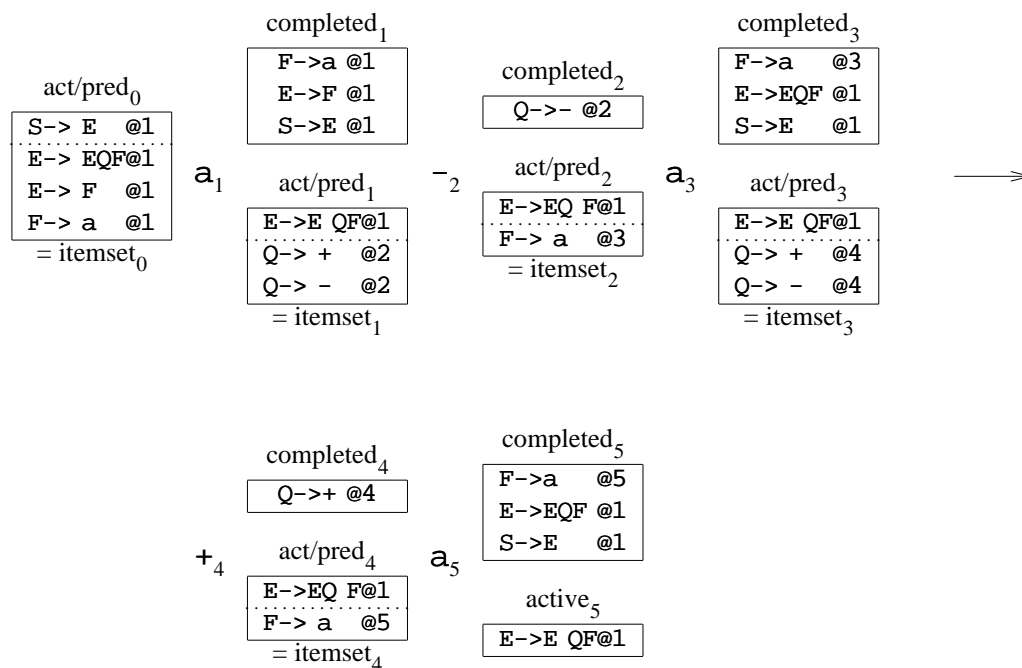 act/pred0
S-> E @1
E-> EQF@1
E-> F @1
F-> a @1
= itemset0
a1
completed1
F->a @1
E->F @1
S->E @1
act/pred1
E->E QF@1
Q-> + @2
Q-> - @2
= itemset1
-2
completed2
Q->- @2
act/pred2
E->EQ F@1
F-> a @3
= itemset2
a3
completed3
F->a @3
E->EQF @1
S->E @1
act/pred3
E->E QF@1
Q-> + @4
Q-> - @4
= itemset3
+4
completed4
Q->+ @4
act/pred4
E->EQ F@1
F-> a @5
= itemset4
a5
completed5
F->a @5
E->EQF @1
S->E @1
active5
E->E QF@1